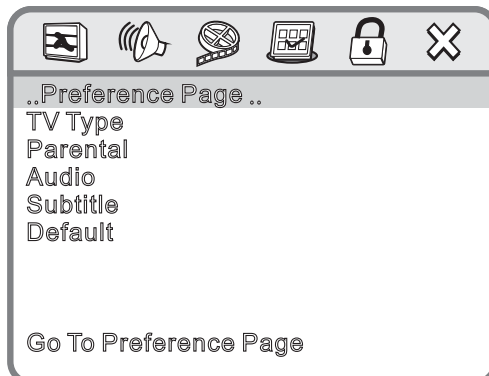 ..Preference Page ..
TV Type
Parental
Audio
Subtitle
Default
Go To Preference Page